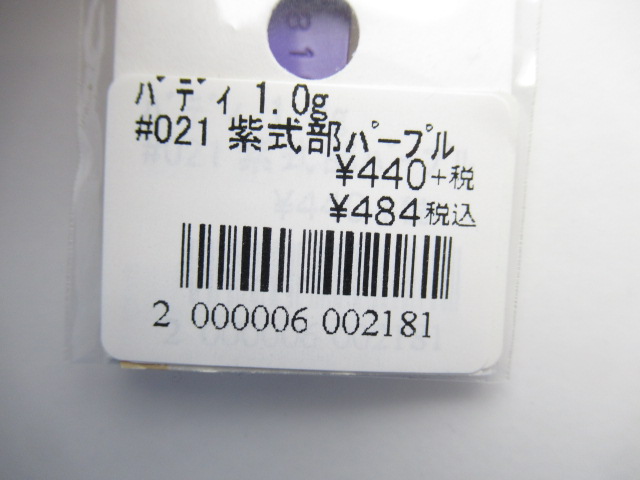 81
ﾊﾞﾃﾞｨ 1.0g
#021 紫式部ﾊﾟｰﾌﾟﾙ
¥440+税
¥484税込
2 000006 002181